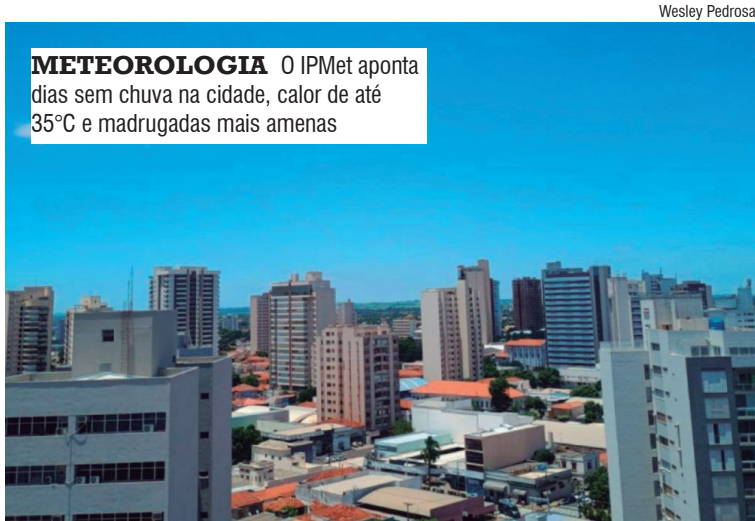 Wesley Pedrosa
METEOROLOGIA O IPMet aponta
dias sem chuva na cidade, calor de até
35°C e madrugadas mais amenas